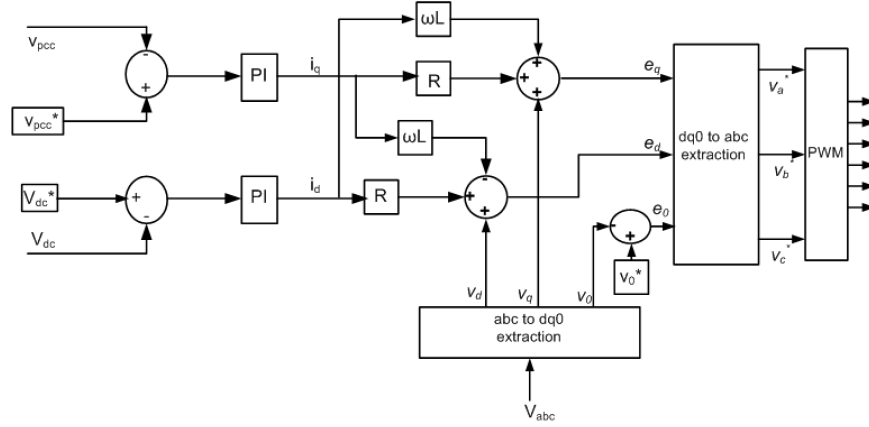 v_pcc
-
+
v_pcc*
PI
i_q
ωL
R
+
+
+
e_q
ωL
dq0 to abc
extraction
v_a*
PWM
V_dc*
+
-
V_dc
PI
i_d
R
-
+
+
e_d
v_b*
-
+
e_0
v_0*
v_c*
v_d
v_q
v_0
abc to dq0
extraction
V_abc